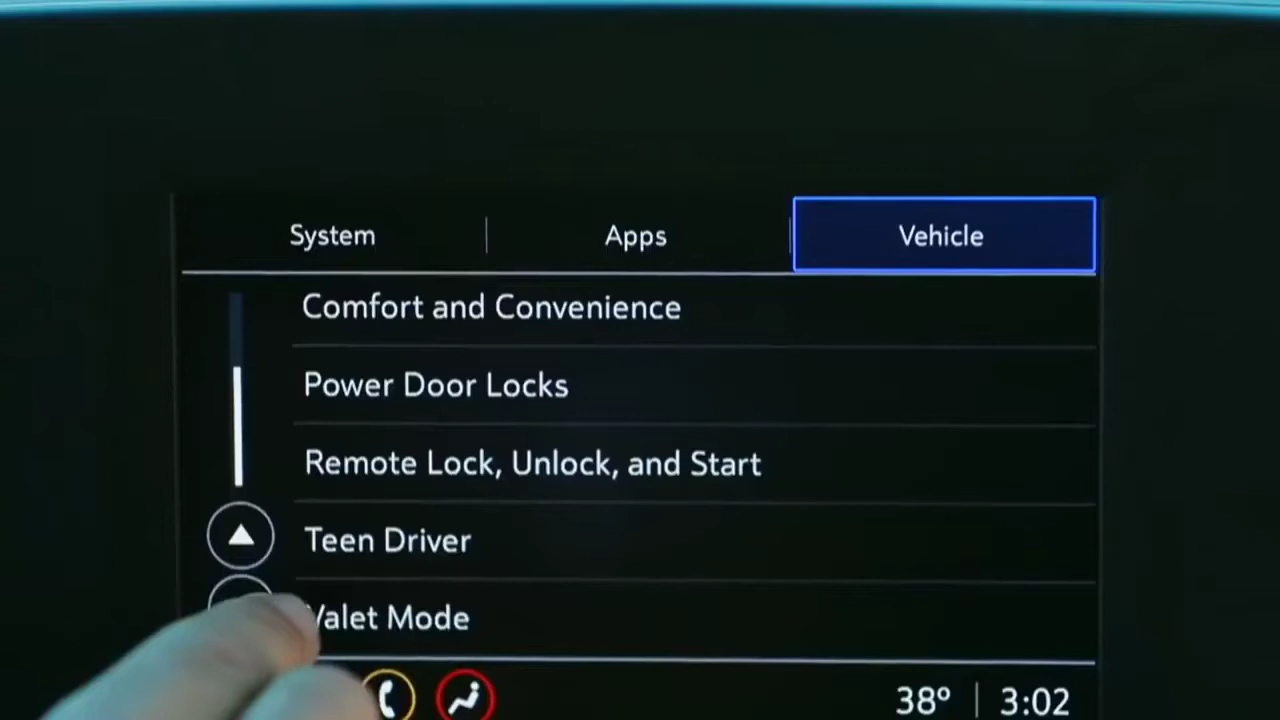 System Apps Vehicle
Comfort and Convenience
Power Door Locks
Remote Lock, Unlock, and Start
Teen Driver
Valet Mode
38° 3:02